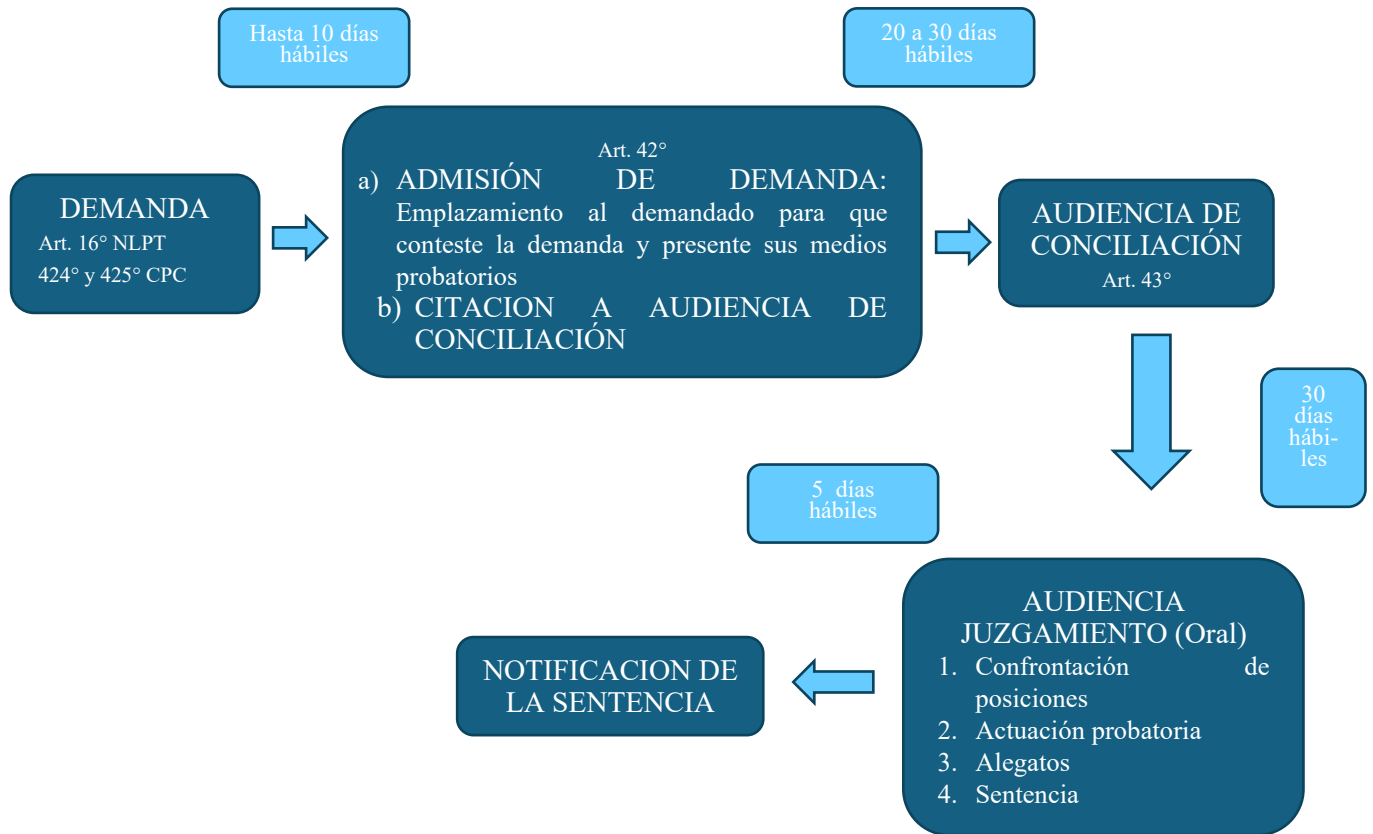 Hasta 10 días
hábiles
20 a 30 días
hábiles
DEMANDA
Art. 16° NLPT
424° y 425° CPC
Art. 42°
a) ADMISIÓN DE DEMANDA:
Emplazamiento al demandado para que
conteste la demanda y presente sus medios
probatorios
b) CITACION A AUDIENCIA DE
CONCILIACIÓN
AUDIENCIA DE
CONCILIACIÓN
Art. 43°
30
días
hábi-
les
5 días
hábiles
AUDIENCIA
JUZGAMIENTO (Oral)
1. Confrontación de
posiciones
2. Actuación probatoria
3. Alegatos
4. Sentencia
NOTIFICACION DE
LA SENTENCIA